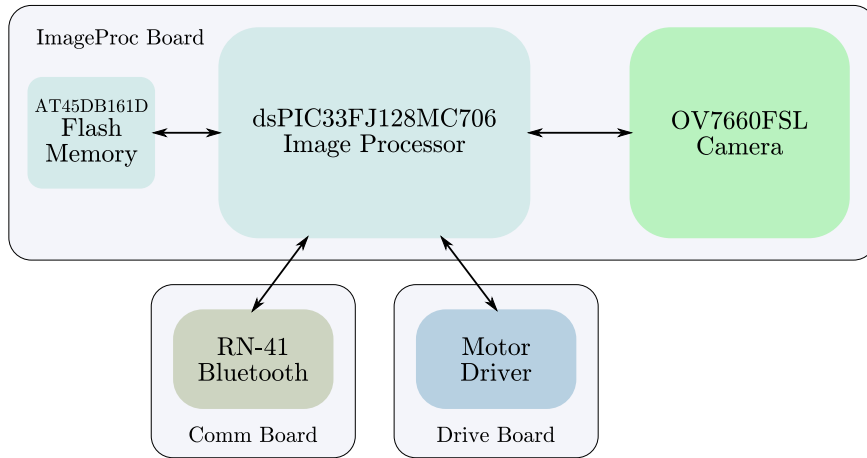 ImageProc Board
AT45DB161D
Flash
Memory
dsPIC33FJ128MC706
Image Processor
OV7660FSL
Camera
RN-41
Bluetooth
Comm Board
Motor
Driver
Drive Board